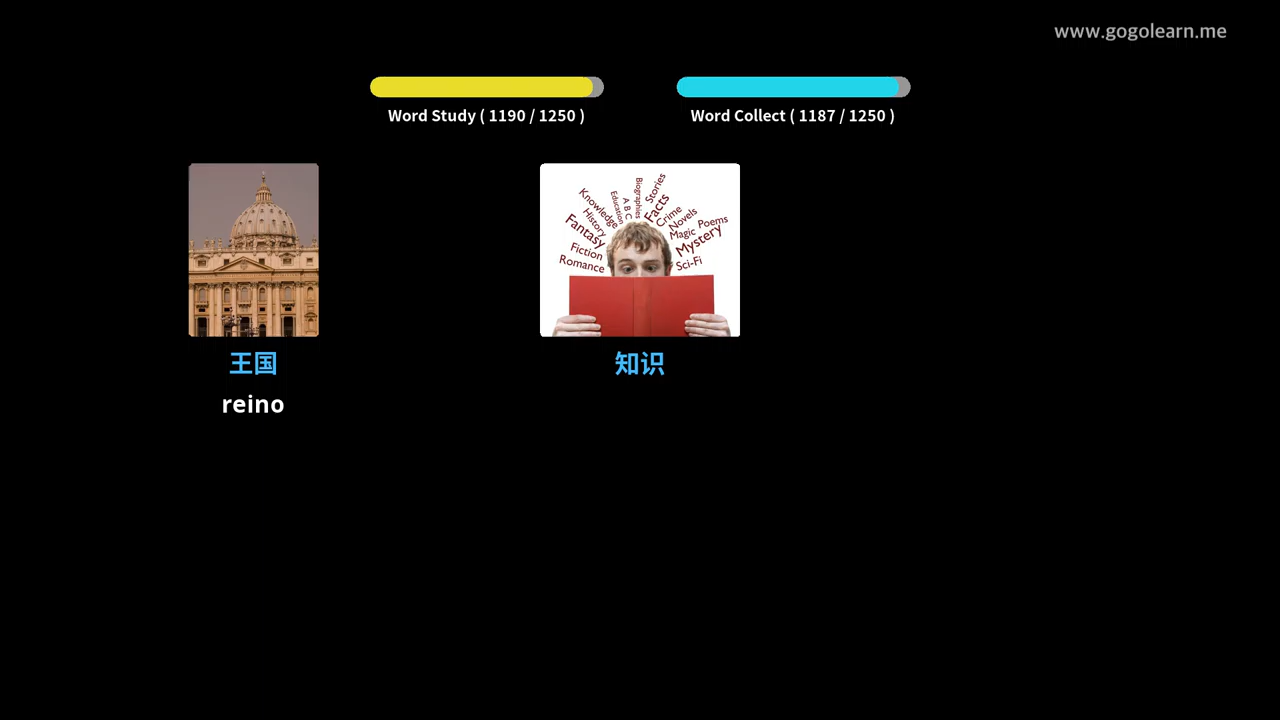 www.gogolearn.me
Word Study ( 1190 / 1250 )
Word Collect ( 1187 / 1250 )
Knowledge
History
Fantasy
Fiction
Romance
Education
A B C
Biographies
Stories
Facts
Crime
Novels
Magic
Poems
Mystery
Sci-Fi
王国
知识
reino